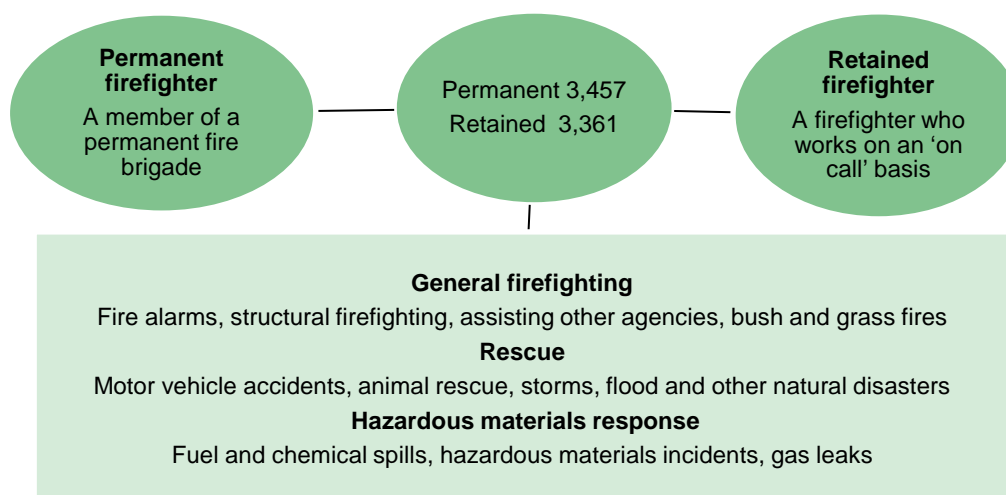 Permanent
firefighter
A member of a
permanent fire
brigade
Permanent 3,457
Retained 3,361
Retained
firefighter
A firefighter who
works on an ‘on
call’ basis
General firefighting
Fire alarms, structural firefighting, assisting other agencies, bush and grass fires
Rescue
Motor vehicle accidents, animal rescue, storms, flood and other natural disasters
Hazardous materials response
Fuel and chemical spills, hazardous materials incidents, gas leaks